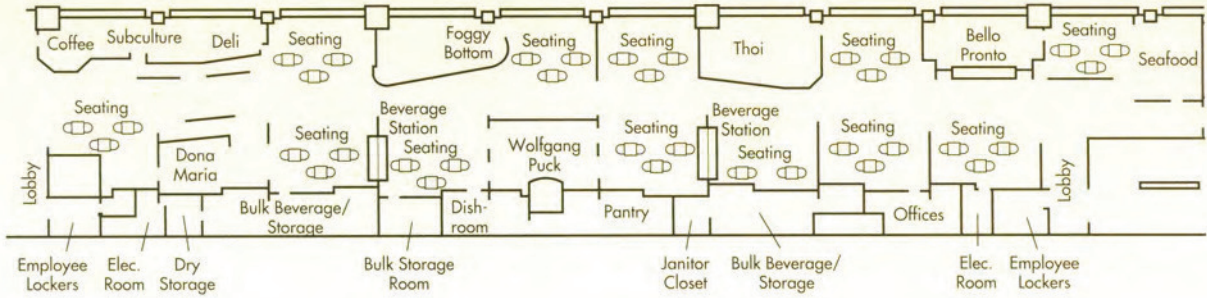 Coffee
Subculture
Deli
Seating
Foggy
Bottom
Seating
Seating
Thoi
Seating
Bello
Pronto
Seating
Seafood
Seating
Dona
Maria
Seating
Beverage
Station
Seating
Wolfgang
Puck
Seating
Beverage
Station
Seating
Seating
Seating
Lobby
Lobby
Bulk Beverage/
Storage
Dish-
room
Pantry
Offices
Employee
Lockers
Elec.
Room
Dry
Storage
Bulk Storage
Room
Janitor
Closet
Bulk Beverage/
Storage
Elec.
Room
Employee
Lockers